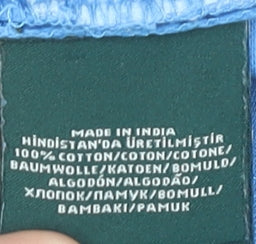 MADE IN INDIA
HİNDİSTAN'DA ÜRETİLMİŞTİR
100% COTTON/COTON/COTONE/
BAUMWOLLE/KATOEN/BOMULD/
ALGODÓN/ALGODÃO/
ХЛОПОК/ПАМУК/BOMULL/
BAMBAKI/PAMUK